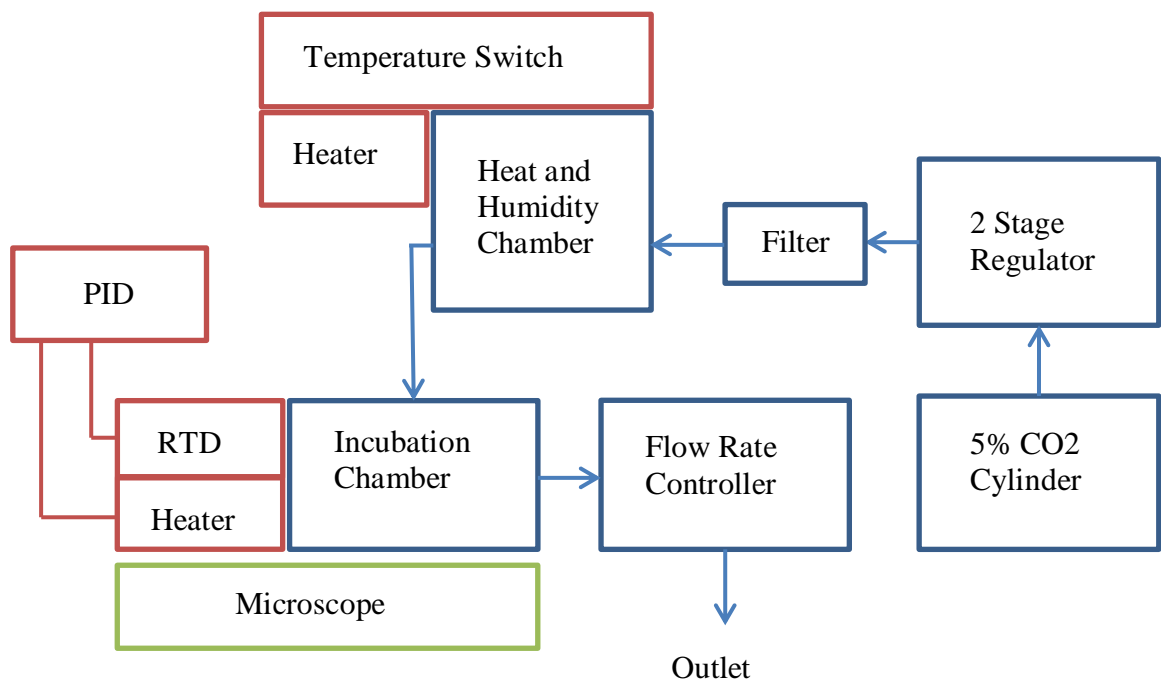 Temperature Switch
Heater
Heat and
Humidity
Chamber
Filter
2 Stage
Regulator
PID
RTD
Heater
Incubation
Chamber
Flow Rate
Controller
5% CO2
Cylinder
Microscope
Outlet